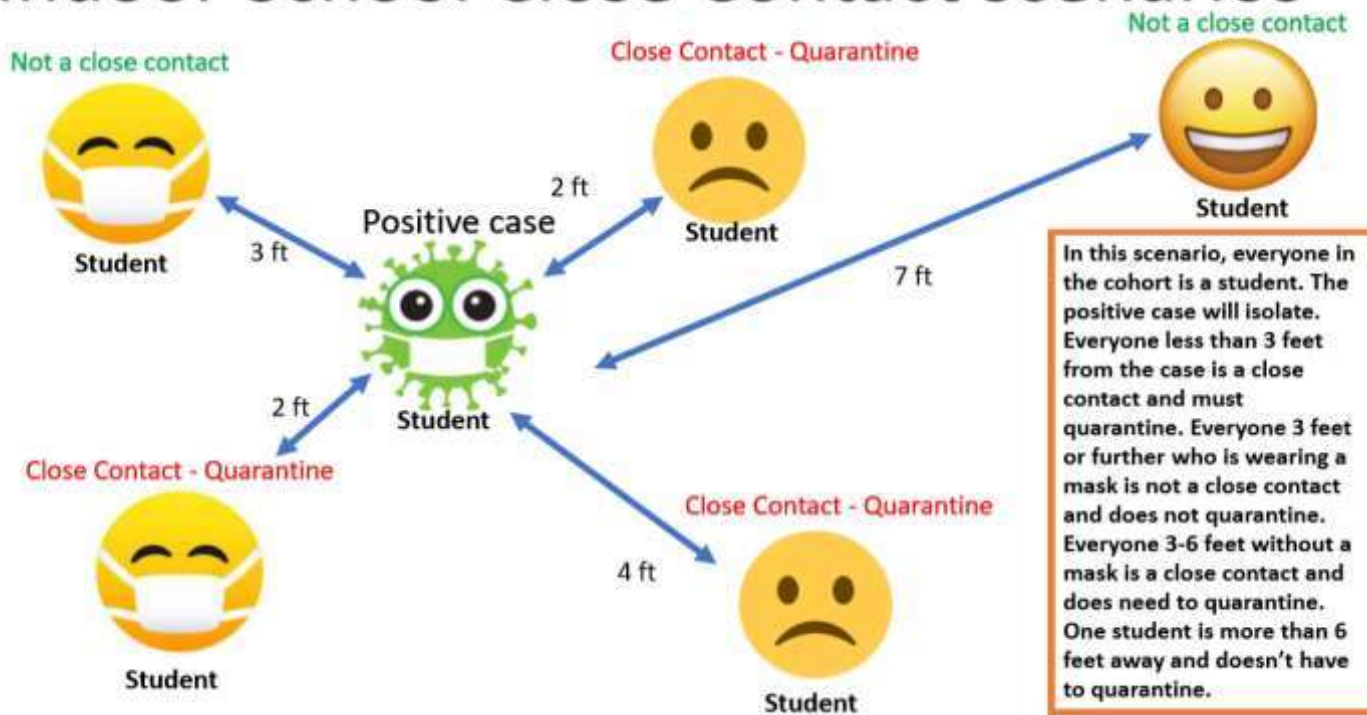 Indoor School Close Contact Scenarios
Not a close contact
Close Contact - Quarantine
Not a close contact
2 ft
Positive case
Student
Student
Student
3 ft
7 ft
In this scenario, everyone in
the cohort is a student. The
positive case will isolate.
Everyone less than 3 feet
from the case is a close
contact and must
quarantine. Everyone 3 feet
or further who is wearing a
mask is not a close contact
and does not quarantine.
Everyone 3-6 feet without a
mask is a close contact and
does need to quarantine.
One student is more than 6
feet away and doesn't have
to quarantine.
2 ft
Student
Close Contact - Quarantine
Close Contact - Quarantine
4 ft
Student
Student